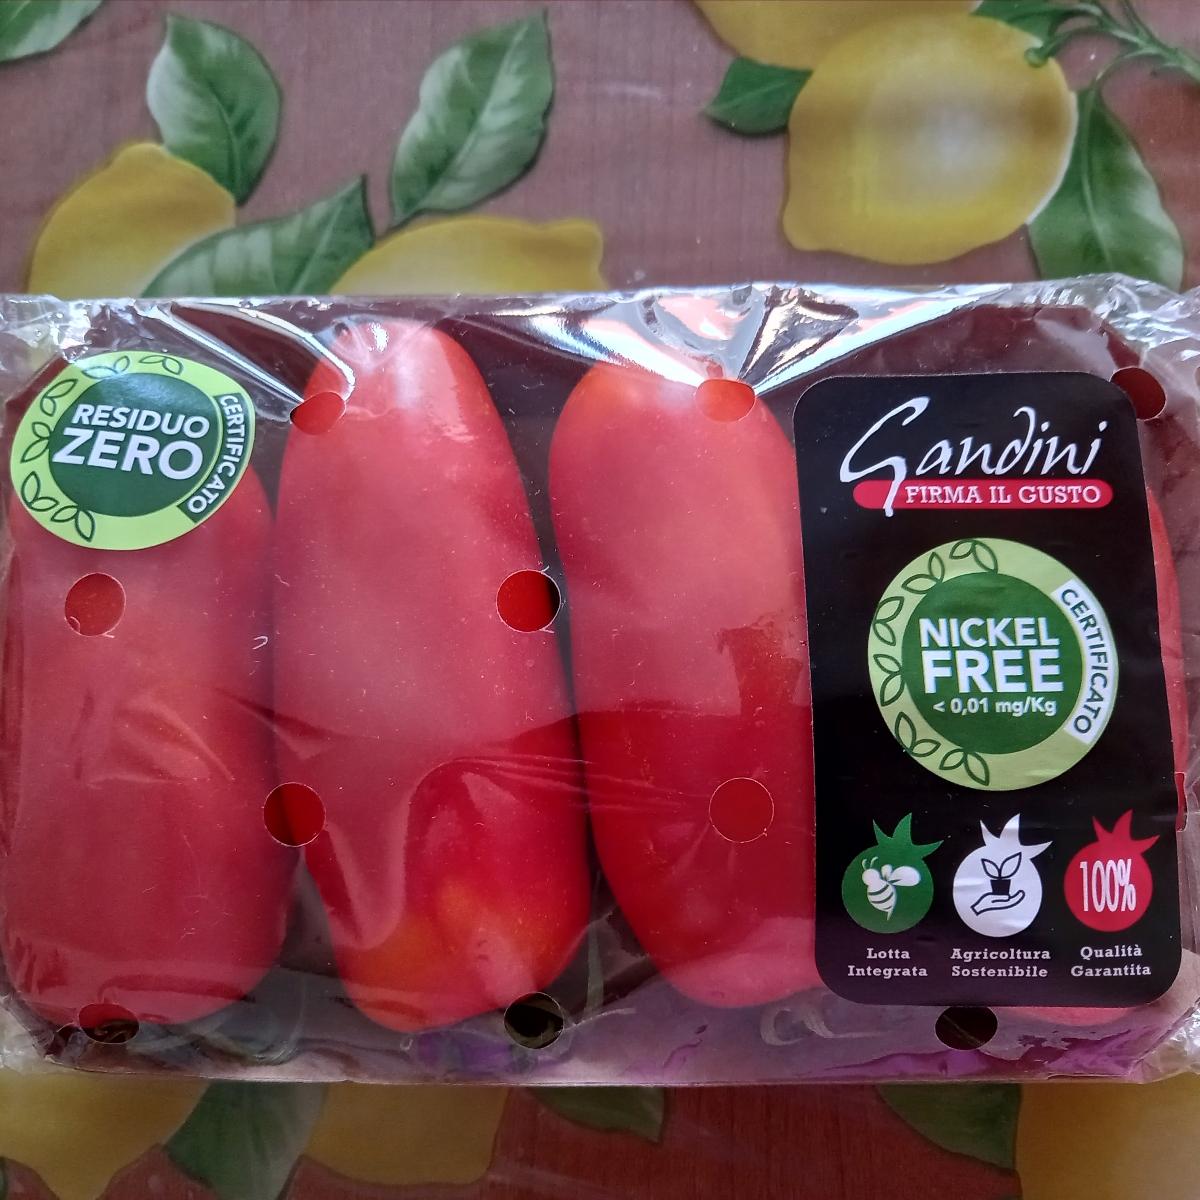 RESIDUO
ZERO
CERTIFICATO
Gandini
FIRMA IL GUSTO
NICKEL
FREE
< 0,01 mg/Kg
CERTIFICATO
100%
Lotta
Integrata
Agricoltura
Sostenibile
Qualità
Garantita